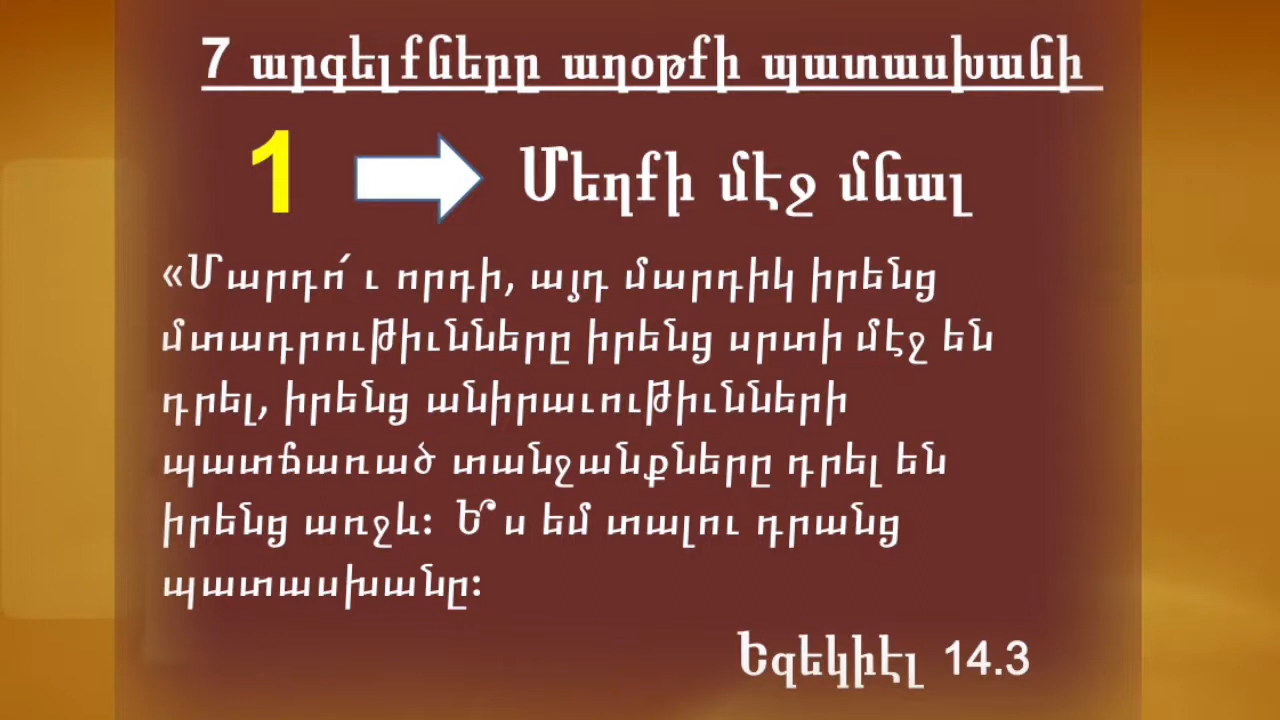 7 արգելքները աղօթքի պատասխանի
1 Մեղքի մէջ մնալ
«Մարդո՛ւ որդի, այդ մարդիկ իրենց
մտադրութիւնները իրենց սրտի մէջ են
դրել, իրենց անիրաւութիւնների
պատճառած տանջանքները դրել են
իրենց առջև։ Ե՞ս եմ տալու դրանց
պատասխանը։
Եզեկիէլ 14.3